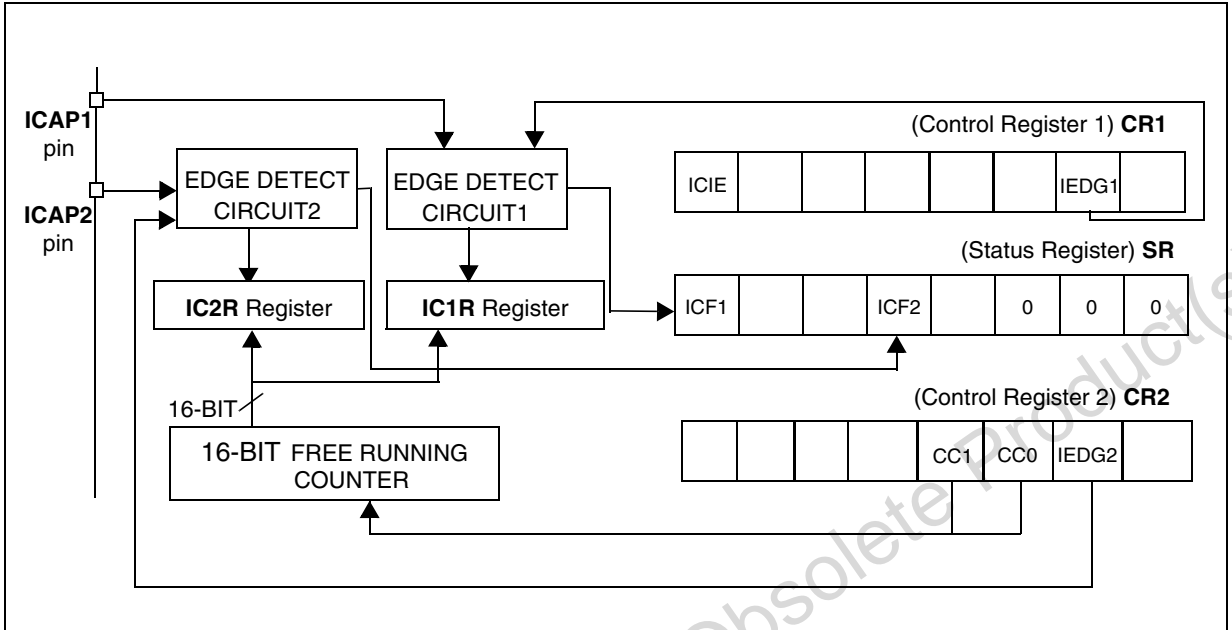 ICAP1
pin
ICAP2
pin
EDGE DETECT
CIRCUIT2
EDGE DETECT
CIRCUIT1
IC2R Register
IC1R Register
16-BIT
16-BIT FREE RUNNING
COUNTER
(Control Register 1) CR1
ICIE
IEDG1
(Status Register) SR
ICF1
ICF2
0
0
0
(Control Register 2) CR2
CC1
CC0
IEDG2
Obsolete Product(s